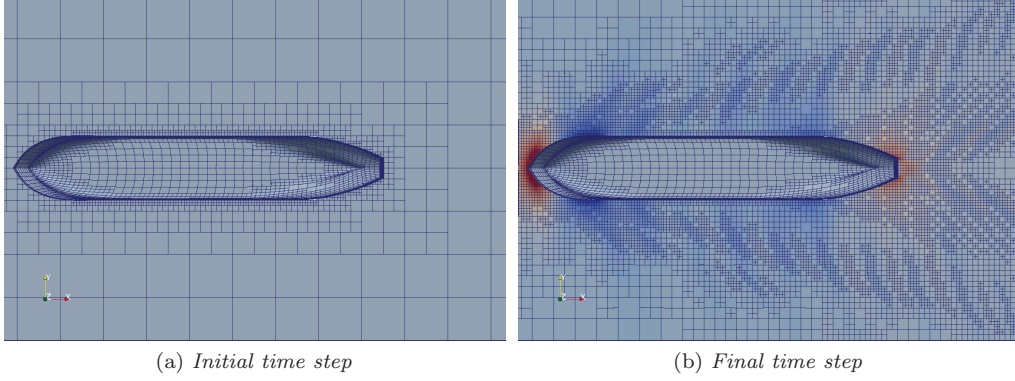 Y
Z X
Y
Z X
(a) Initial time step
(b) Final time step